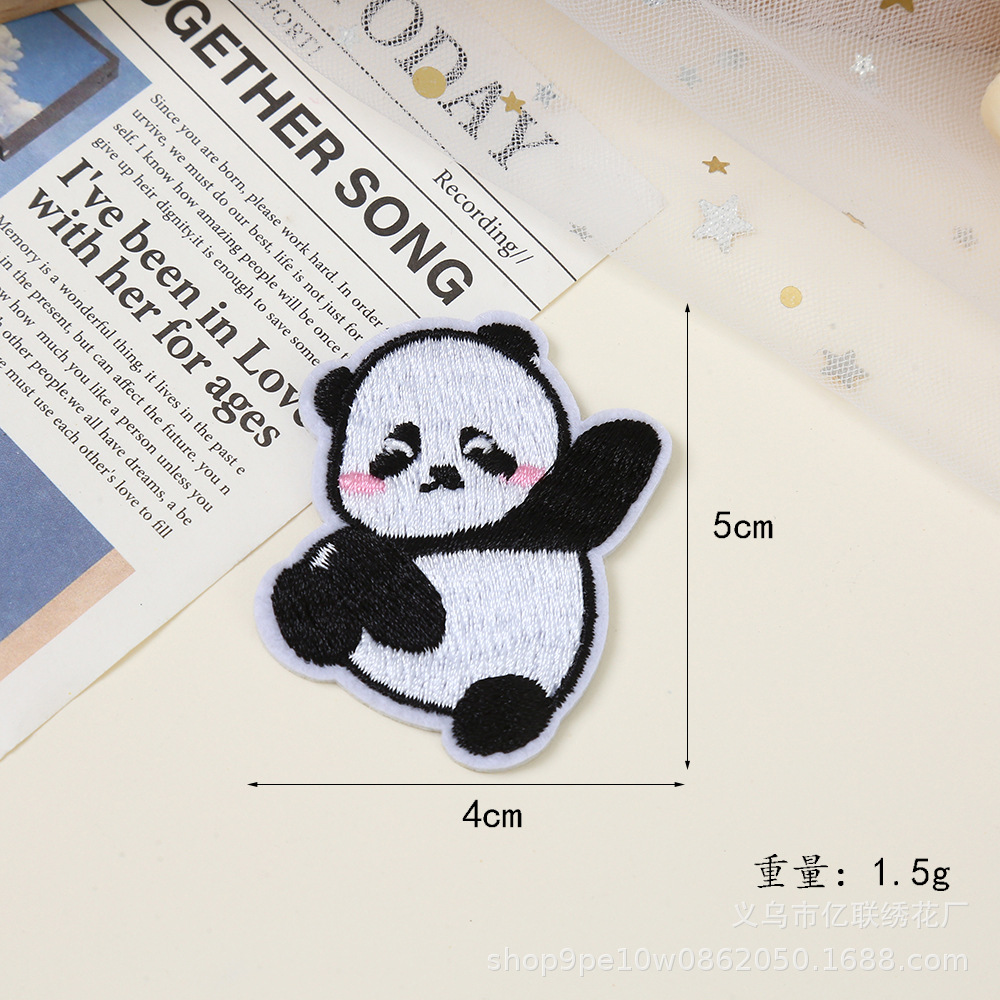 TODAY
PORT!
OGETHER SONG
Recording//
Since you are born, please work hard. In order
urvive, we must do our best, life is not just for
self. I know how amazing people will be once t
give up heir dignity.it is enough to save some
I've been in Love
with her for ages
Memory is a wonderful thing, it lives in the past e
in the present, but can affect the future. you n
how much you like a person unless you
other people.we all have dreams, a be
must use each other's love to fill
5cm
4cm
重量：1.5g
义乌市亿联绣花厂
shop9pe10w0862050.1688.com